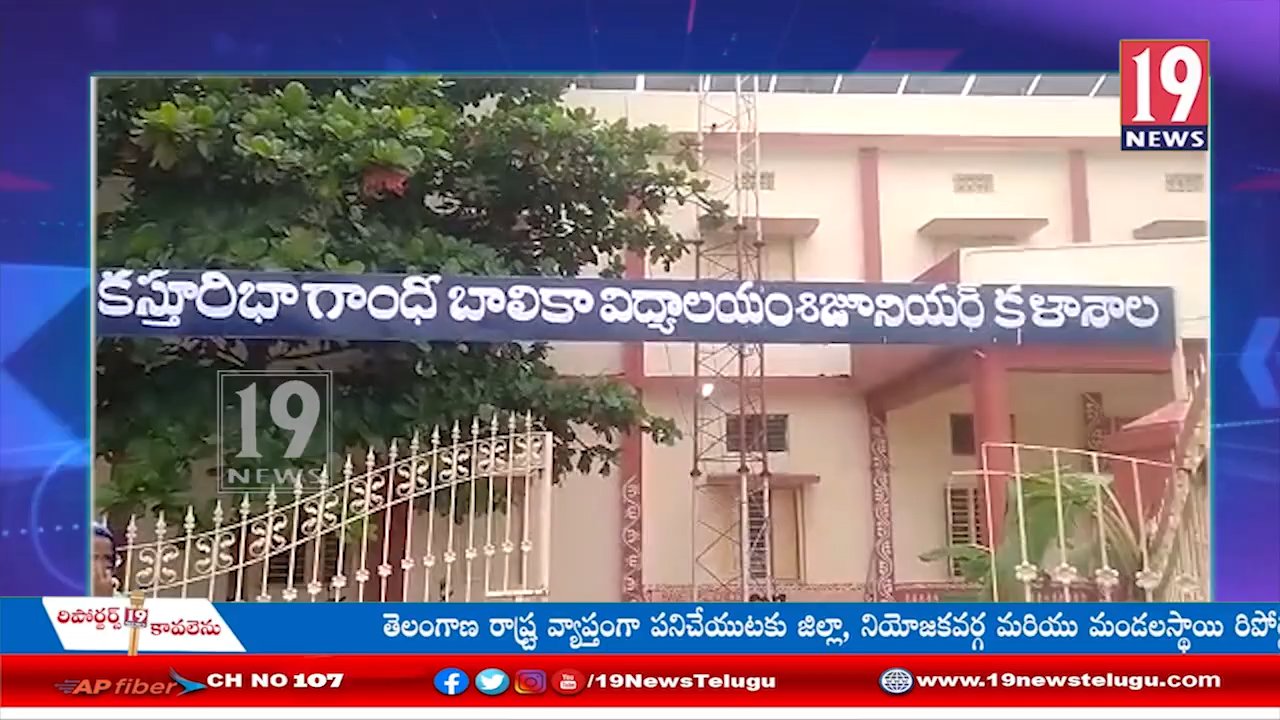 19
NEWS
కస్తూరిభా గాంధీ బాలికా విద్యాలయం & జూనియర్ కళాశాల
19
NEWS
రిపోర్టర్స్ 19 కావలెను
తెలంగాణ రాష్ట్ర వ్యాప్తంగా పనిచేయుటకు జిల్లా, నియోజకవర్గ మరియు మండలస్థాయి
AP fiber CH NO 107 /19NewsTelugu www.19newstelugu.com